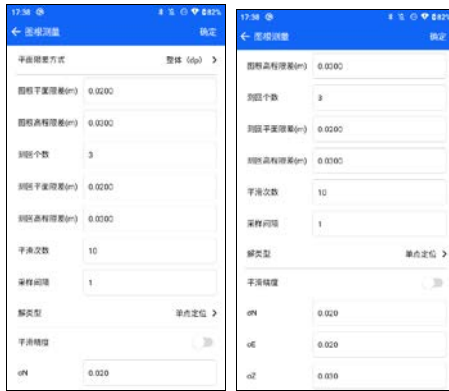 17:38
82%
← 图根测量 确定
平面限差方式 整体 (dp) >
图根平面限差(m) 0.0200
图根高程限差(m) 0.0300
测回个数 3
测回平面限差(m) 0.0200
测回高程限差(m) 0.0300
平滑次数 10
采样间隔 1
解类型 单点定位 >
平滑精度
σN 0.020
17:38
82%
← 图根测量 确定
图根高程限差(m) 0.0300
测回个数 3
测回平面限差(m) 0.0200
测回高程限差(m) 0.0300
平滑次数 10
采样间隔 1
解类型 单点定位 >
平滑精度
σN 0.020
σE 0.020
σZ 0.030